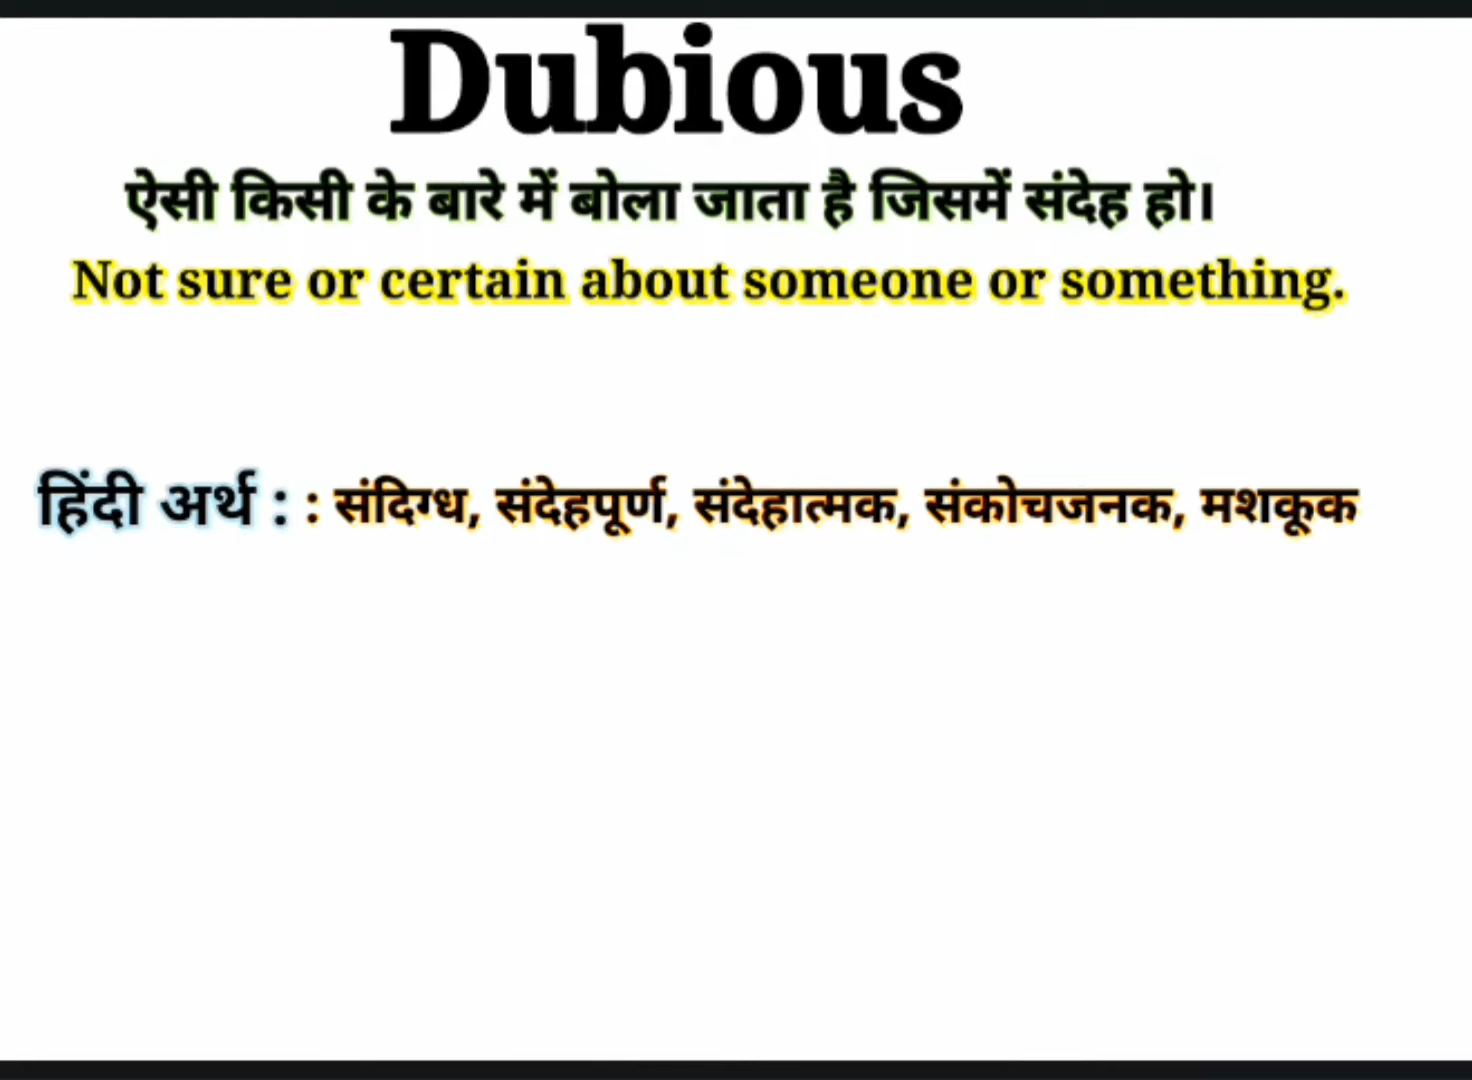 Dubious
ऐसी किसी के बारे में बोला जाता है जिसमें संदेह हो।
Not sure or certain about someone or something.
हिंदी अर्थ : : संदिग्ध, संदेहपूर्ण, संदेहात्मक, संकोचजनक, मशकूक